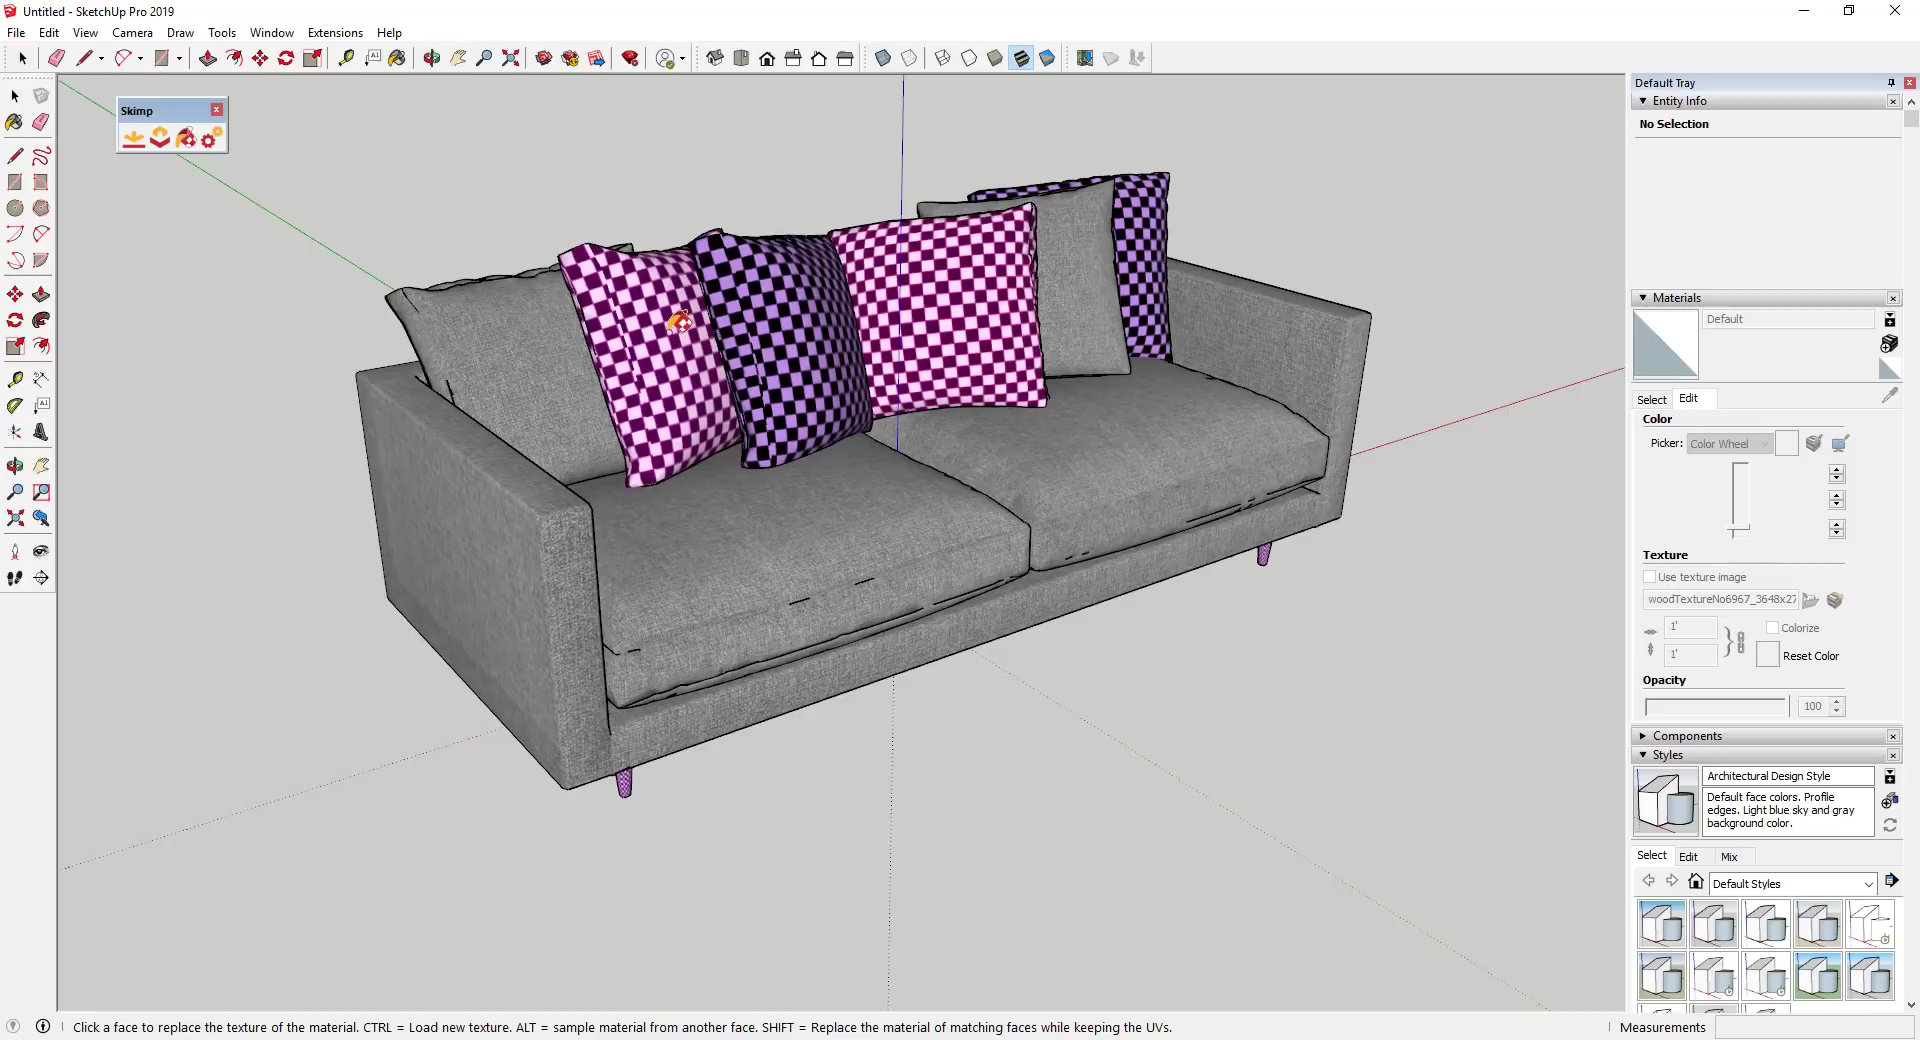 Untitled - SketchUp Pro 2019
File Edit View Camera Draw Tools Window Extensions Help
Skimp
Default Tray
Entity Info
No Selection
Materials
Default
Select Edit
Color
Picker: Color Wheel
Texture
Use texture image
woodTextureNo6967_3648x27
1' Colorize
1' Reset Color
Opacity
100
Components
Styles
Architectural Design Style
Default face colors. Profile
edges. Light blue sky and gray
background color.
Select Edit Mix
Default Styles
Click a face to replace the texture of the material. CTRL = Load new texture. ALT = sample material from another face. SHIFT = Replace the material of matching faces while keeping the UVs.
Measurements